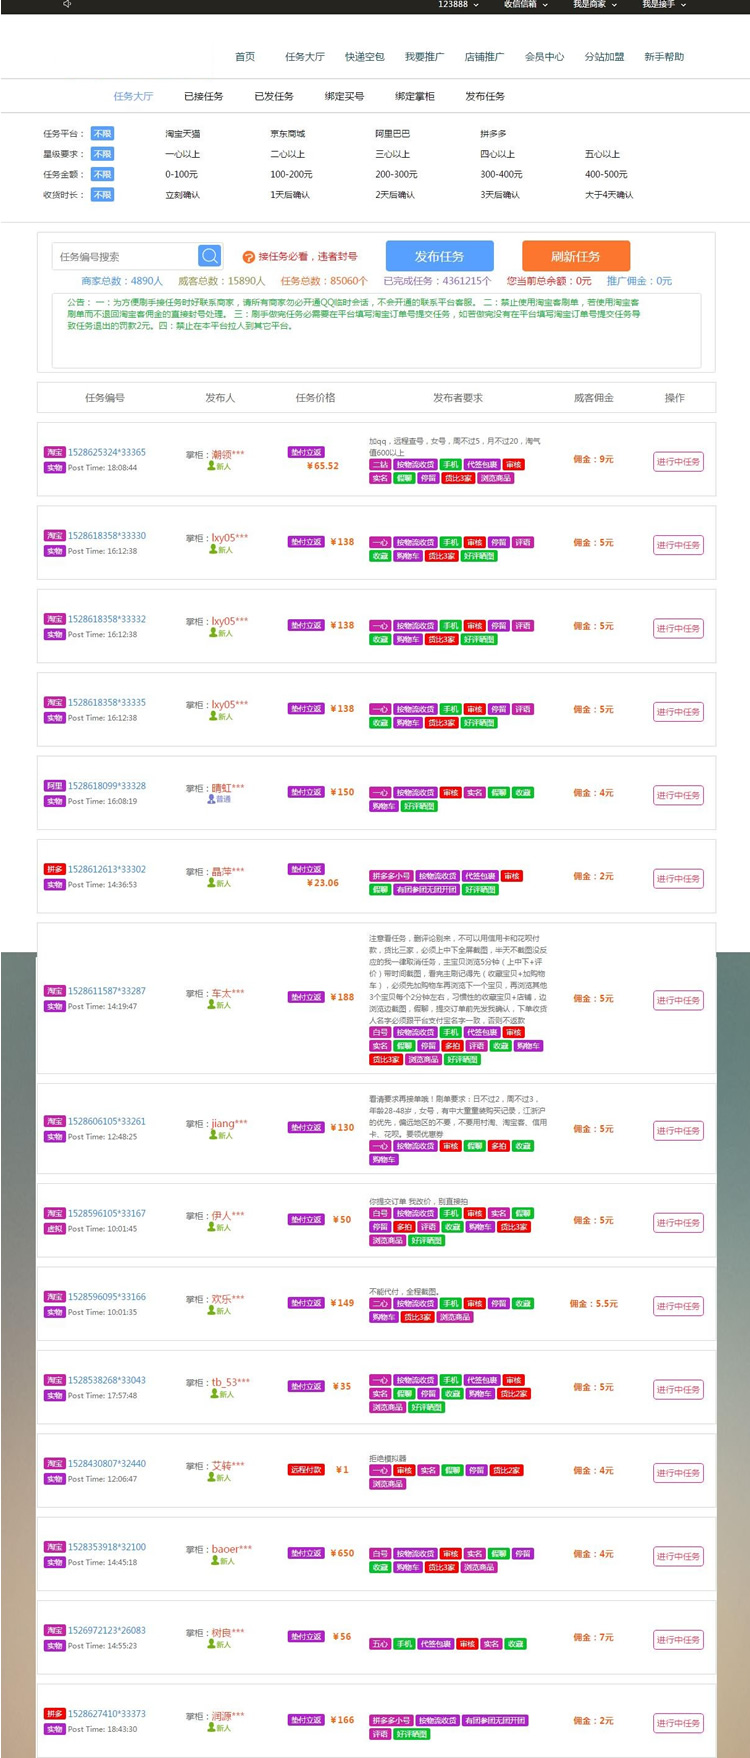 123888 收信信箱 我是商家 我是接手
首页 任务大厅 快递空包 我要推广 店铺推广 会员中心 分站加盟 新手帮助
任务大厅 已接任务 已发任务 绑定买号 绑定掌柜 发布任务
任务平台： 不限 淘宝天猫 京东商城 阿里巴巴 拼多多
星级要求： 不限 一心以上 二心以上 三心以上 四心以上 五心以上
任务金额： 不限 0-100元 100-200元 200-300元 300-400元 400-500元
收货时长： 不限 立刻确认 1天后确认 2天后确认 3天后确认 大于4天确认
任务编号搜索 接任务必看，违者封号 发布任务 刷新任务
商家总数：4890人 威客总数：15890人 任务总数：85060个 已完成任务：4361215个 您当前总余额：0元 推广佣金：0元
公告： 一：为方便刷手接任务时好联系商家，请所有商家务必开通QQ临时会话，不会开通的联系平台客服。 二：禁止使用淘宝客刷单，若使用淘宝客
刷单而不退回淘宝客佣金的直接封号处理。 三：刷手做完任务必需要在平台填写淘宝订单号提交任务，如若做完没有在平台填写淘宝订单号提交任务导
致任务退出的罚款2元。四：禁止在本平台拉人到其它平台。
任务编号 发布人 任务价格 发布者要求 威客佣金 操作
加qq，远程查号，女号，周不过5，月不过20，淘气
值600以上
淘宝 1528625324*33365 掌柜：潮领*** 垫付立返 佣金：9元 进行中任务
实物 Post Time: 18:08:44 新人 ￥65.52
二钻 按物流收货 手机 代签包裹 审核
实名 假聊 停留 货比3家 浏览商品
淘宝 1528618358*33330 掌柜：lxy05*** 垫付立返 ￥138 佣金：5元 进行中任务
实物 Post Time: 16:12:38 新人
一心 按物流收货 手机 审核 停留 评语
收藏 购物车 货比3家 好评晒图
淘宝 1528618358*33332 掌柜：lxy05*** 垫付立返 ￥138 佣金：5元 进行中任务
实物 Post Time: 16:12:38 新人
一心 按物流收货 手机 审核 停留 评语
收藏 购物车 货比3家 好评晒图
淘宝 1528618358*33335 掌柜：lxy05*** 垫付立返 ￥138 佣金：5元 进行中任务
实物 Post Time: 16:12:38 新人
一心 按物流收货 手机 审核 停留 评语
收藏 购物车 货比3家 好评晒图
阿里 1528618099*33328 掌柜：晴虹*** 垫付立返 ￥150 佣金：4元 进行中任务
实物 Post Time: 16:08:19 普通
一心 按物流收货 审核 实名 假聊 收藏
购物车 好评晒图
拼多 1528612613*33302 掌柜：晶萍*** 垫付立返 佣金：2元 进行中任务
实物 Post Time: 14:36:53 新人 ￥23.06
拼多多小号 按物流收货 代签包裹 审核
假聊 有团参团无团开团 好评晒图
注意看任务，删评论别来，不可以用信用卡和花呗付
款，货比三家，必须上中下全屏截图，半天不截图没反
应的我一律取消任务，主宝贝浏览5分钟（上中下+评
价）带时间截图，看完主刷记得先（收藏宝贝+加购物
车），必须先加购物车再浏览下一个宝贝，再浏览其他
3个宝贝每个2分钟左右，习惯性的收藏宝贝+店铺，边
浏览边截图，假聊，提交订单前先发我确认，下单收货
人名字必须跟平台支付宝名字一致，否则不返款
淘宝 1528611587*33287 掌柜：车太*** 垫付立返 ￥188 佣金：5元 进行中任务
实物 Post Time: 14:19:47 新人
白号 按物流收货 手机 代签包裹 审核
实名 假聊 停留 多拍 评语 收藏 购物车
货比3家 浏览商品 好评晒图
看清要求再接单哦！刷单要求：日不过2，周不过3，
年龄28-48岁，女号，有中大童童装购买记录，江浙沪
的优先，偏远地区的不要，不要用村淘、淘宝客、信用
卡、花呗。要领优惠券
淘宝 1528606105*33261 掌柜：jiang*** 垫付立返 ￥130 佣金：5元 进行中任务
实物 Post Time: 12:48:25 新人
一心 按物流收货 审核 假聊 多拍 收藏
购物车
你提交订单 我改价，别直接拍
淘宝 1528596105*33167 掌柜：伊人*** 垫付立返 ￥50 佣金：5元 进行中任务
虚拟 Post Time: 10:01:45 新人
白号 按物流收货 手机 审核 实名 假聊
停留 多拍 评语 收藏 购物车 货比3家
浏览商品 好评晒图
不能代付，全程截图。
淘宝 1528596095*33166 掌柜：欢乐*** 垫付立返 ￥149 佣金：5.5元 进行中任务
实物 Post Time: 10:01:35 新人
二心 按物流收货 审核 手机 停留 收藏
购物车 货比3家 浏览商品
淘宝 1528538268*33043 掌柜：tb_53*** 垫付立返 ￥35 佣金：5元 进行中任务
实物 Post Time: 17:57:48 新人
一心 按物流收货 手机 代签包裹 审核
实名 假聊 停留 收藏 购物车 货比2家
浏览商品 好评晒图
拒绝模拟器
淘宝 1528430807*32440 掌柜：艾转*** 远程付款 ￥1 佣金：4元 进行中任务
实物 Post Time: 12:06:47 新人
一心 审核 实名 假聊 停留 货比2家
浏览商品
淘宝 1528353918*32100 掌柜：baoer*** 垫付立返 ￥650 佣金：4元 进行中任务
实物 Post Time: 14:45:18 新人
白号 按物流收货 审核 实名 假聊 停留
收藏 购物车 货比3家 浏览商品
淘宝 1526972123*26083 掌柜：树良*** 垫付立返 ￥56 佣金：7元 进行中任务
实物 Post Time: 14:55:23 新人
五心 手机 代签包裹 审核 实名 收藏
拼多 1528627410*33373 掌柜：润源*** 垫付立返 ￥166 佣金：2元 进行中任务
实物 Post Time: 18:43:30 新人
拼多多小号 按物流收货 有团参团无团开团
评语 好评晒图